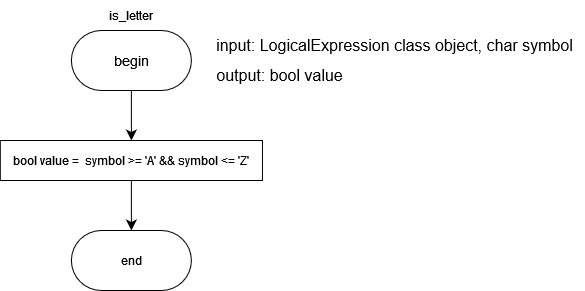 is_letter
begin
input: LogicalExpression class object, char symbol
output: bool value
bool value = symbol >= 'A' && symbol <= 'Z'
end